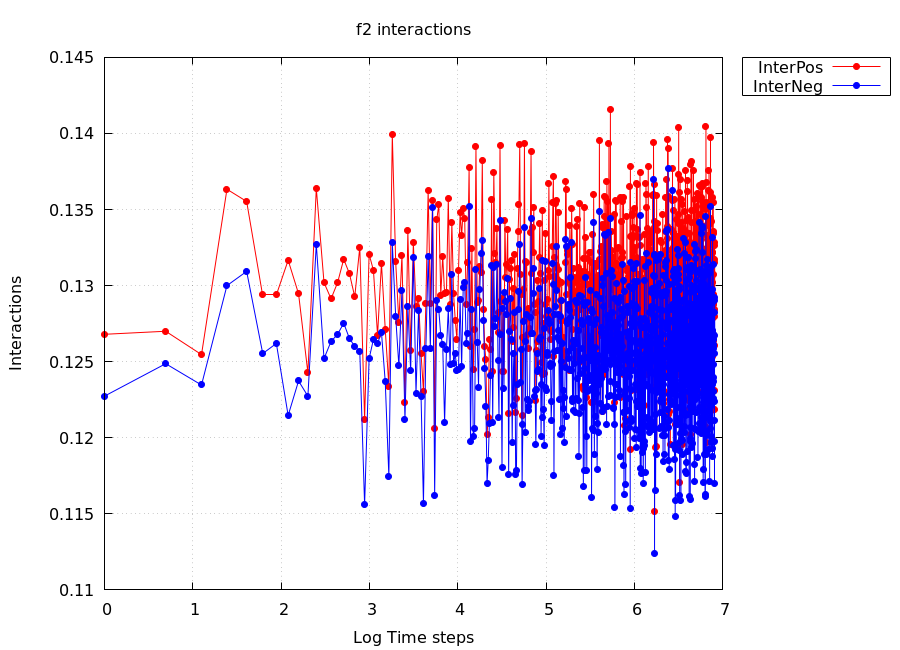 f2 interactions
0.145
0.14
0.135
0.13
0.125
0.12
0.115
0.11
0 1 2 3 4 5 6 7
Interactions
Log Time steps
InterPos
InterNeg